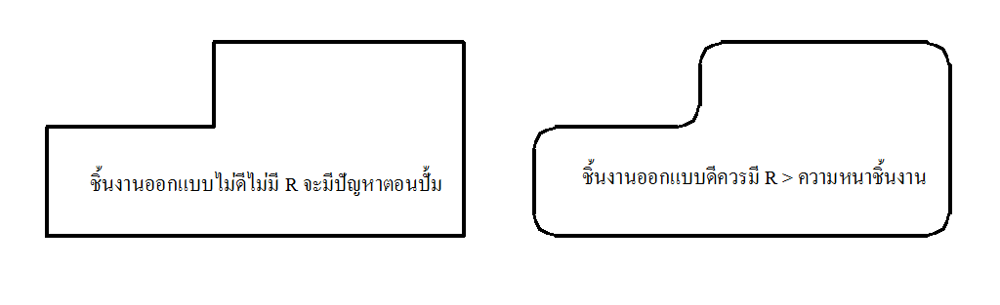 ชิ้นงานออกแบบไม่ดีไม่มี R จะมีปัญหาตอนปั้ม
ชิ้นงานออกแบบดีควรมี R > ความหนาชิ้นงาน